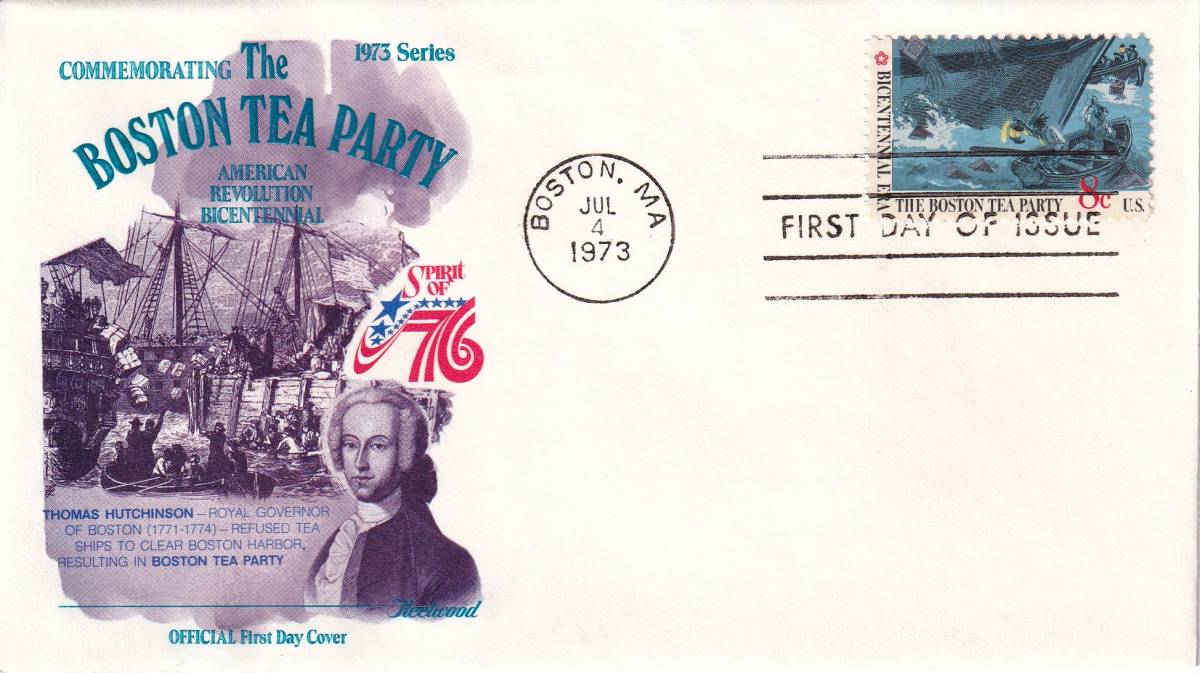 COMMEMORATING The
1973 Series
BOSTON TEA PARTY
AMERICAN
REVOLUTION
BICENTENNIAL
SPIRIT
OF
76
THOMAS HUTCHINSON – ROYAL GOVERNOR
OF BOSTON (1771-1774) – REFUSED TEA
SHIPS TO CLEAR BOSTON HARBOR,
RESULTING IN BOSTON TEA PARTY
Fleetwood
OFFICIAL First Day Cover
BOSTON, MA
JUL
4
1973
BICENTENNIAL ERA
THE BOSTON TEA PARTY 8c U.S.
FIRST DAY OF ISSUE